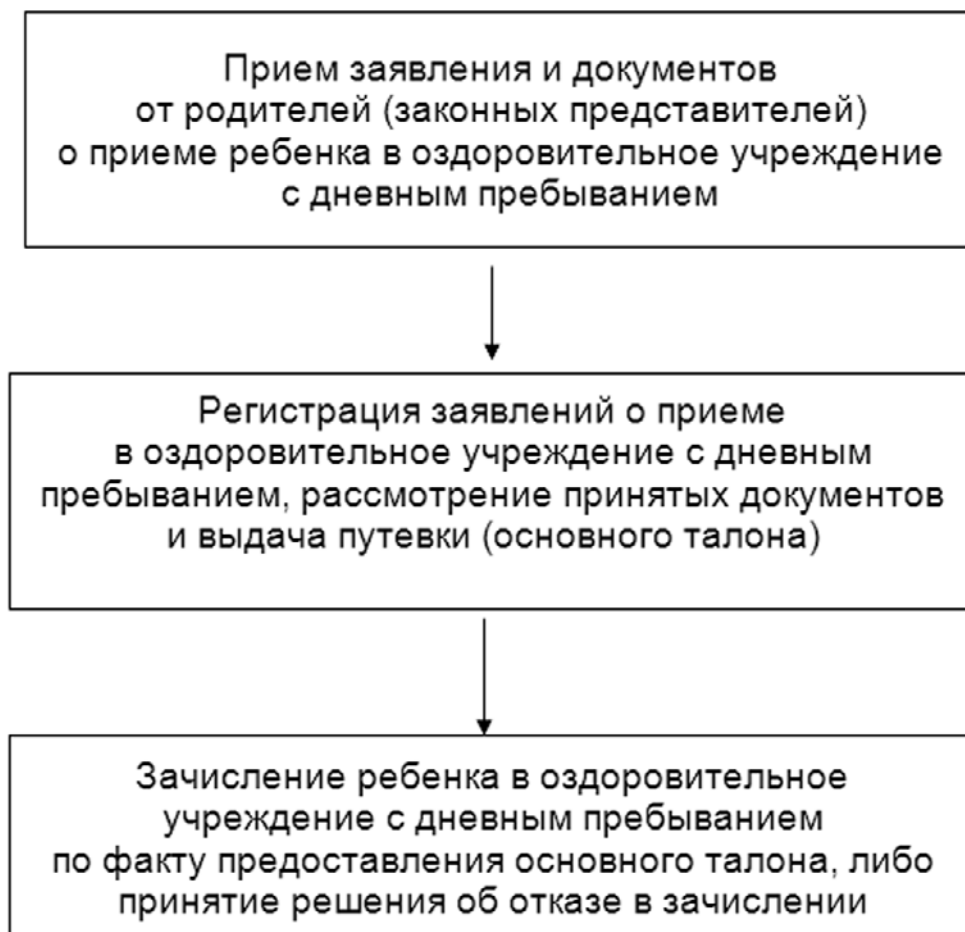 Прием заявления и документов
от родителей (законных представителей)
о приеме ребенка в оздоровительное учреждение
с дневным пребыванием
Регистрация заявлений о приеме
в оздоровительное учреждение с дневным
пребыванием, рассмотрение принятых документов
и выдача путевки (основного талона)
Зачисление ребенка в оздоровительное
учреждение с дневным пребыванием
по факту предоставления основного талона, либо
принятие решения об отказе в зачислении